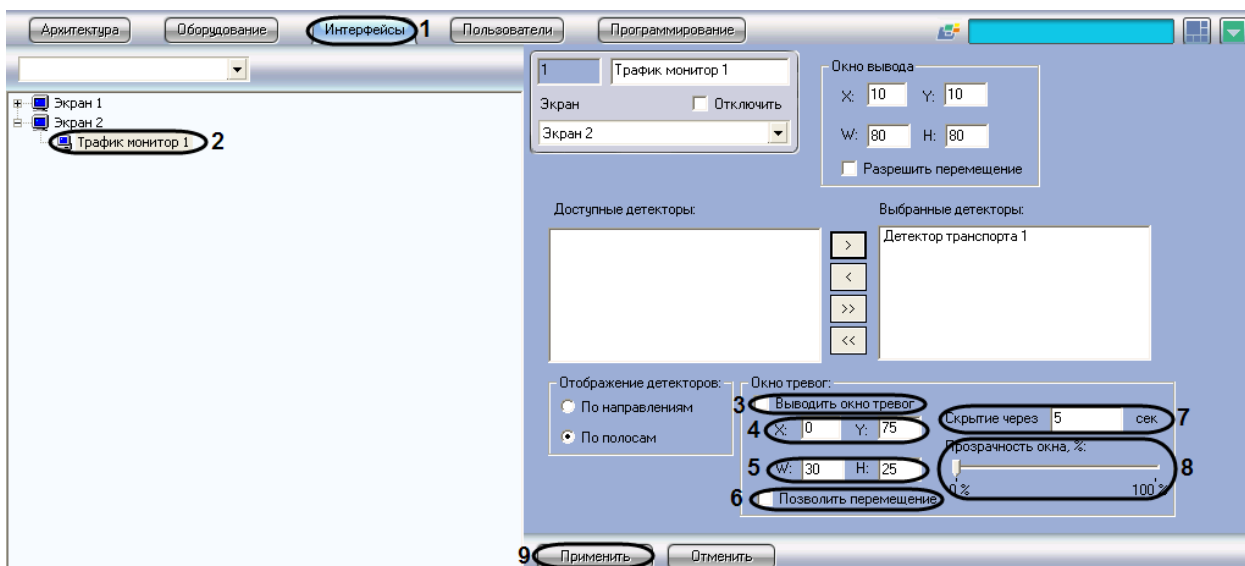 Архитектура Оборудование Интерфейсы 1 Пользователи Программирование
1 Трафик монитор 1
Экран Отключить
Экран 2
Окно вывода
X: 10 Y: 10
W: 80 H: 80
Разрешить перемещение
Экран 1
Экран 2
Трафик монитор 1 2
Доступные детекторы:
Выбранные детекторы:
Детектор транспорта 1
>
<
>>
<<
Отображение детекторов:
По направлениям
По полосам
Окно тревог:
3 Выводить окно тревог
4 X: 0 Y: 75
5 W: 30 H: 25
6 Позволить перемещение
Скрытие через 5 сек 7
Прозрачность окна, %:
8
0 % 100 %
9 Применить Отменить